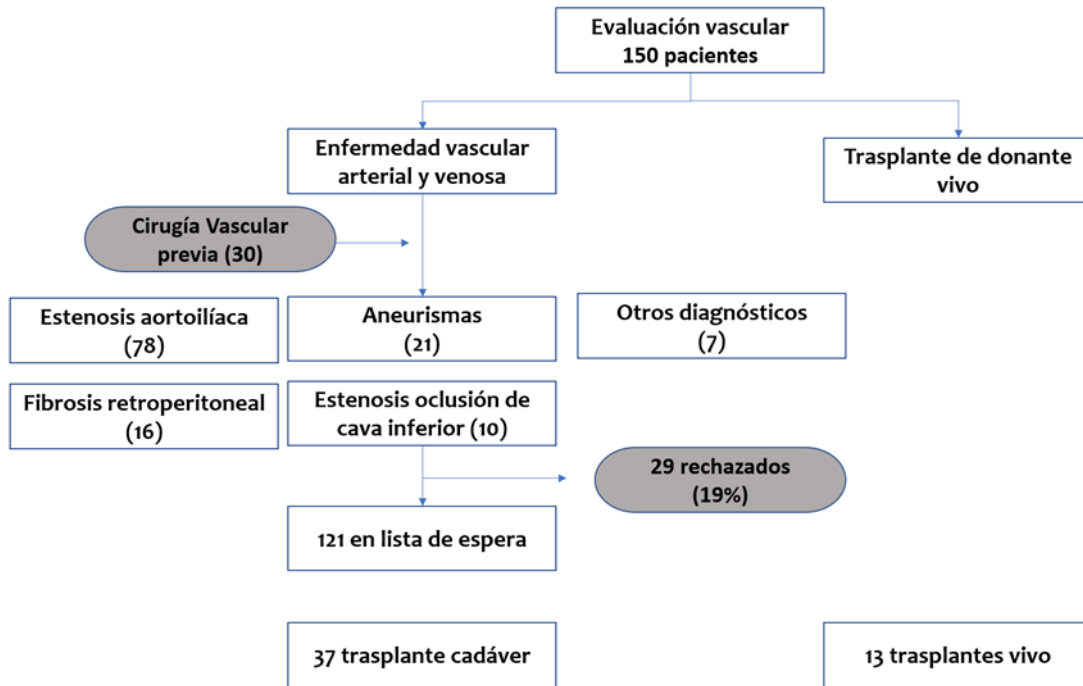 Evaluación vascular
150 pacientes
Enfermedad vascular
arterial y venosa
Trasplante de donante
vivo
Cirugía Vascular
previa (30)
Estenosis aortoilíaca
(78)
Aneurismas
(21)
Otros diagnósticos
(7)
Fibrosis retroperitoneal
(16)
Estenosis oclusión de
cava inferior (10)
29 rechazados
(19%)
121 en lista de espera
37 trasplante cadáver
13 trasplantes vivo